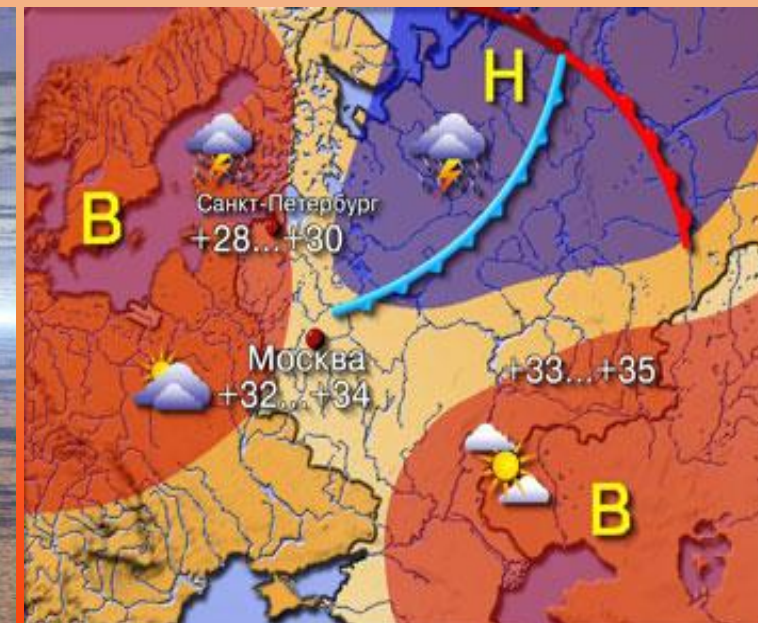 Н
В
Санкт-Петербург
+28...+30
Москва
+32...+34
+33...+35
В